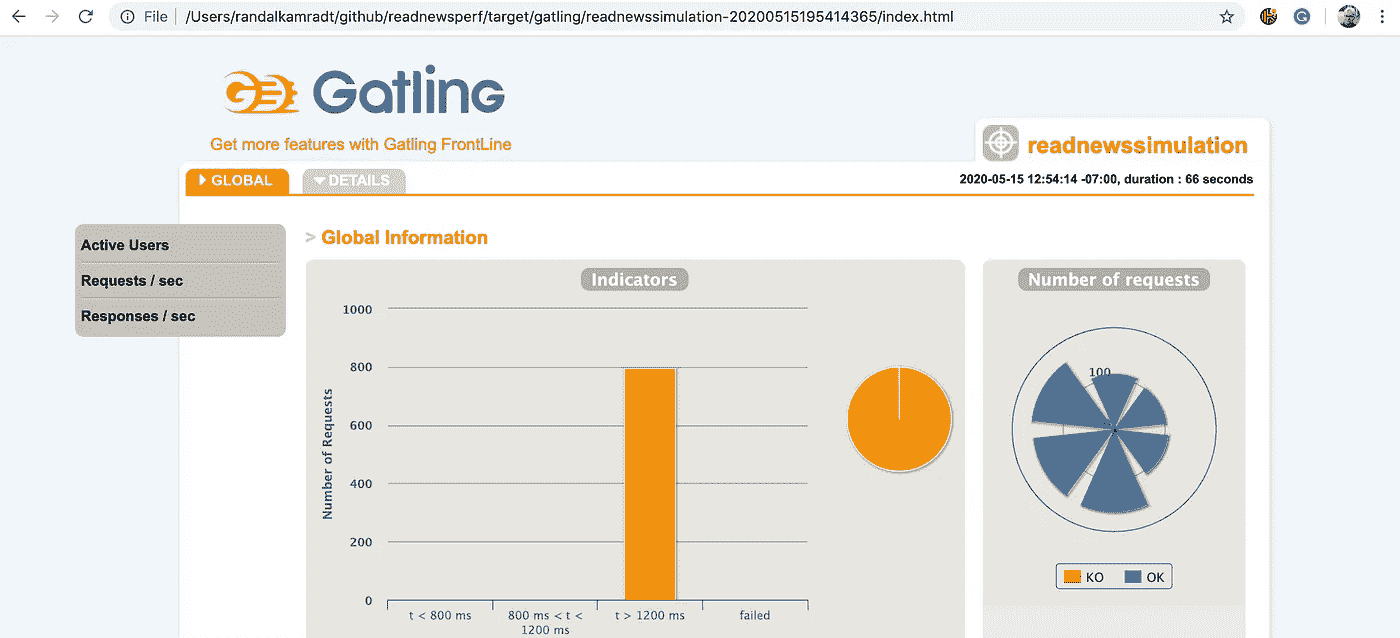 File
/Users/randalkamradt/github/readnewsperf/target/gatling/readnewssimulation-20200515195414365/index.html
Gatling
Get more features with Gatling FrontLine
readnewssimulation
GLOBAL
DETAILS
2020-05-15 12:54:14 -07:00, duration : 66 seconds
Active Users
Requests / sec
Responses / sec
> Global Information
Indicators
Number of Requests
1000
800
600
400
200
0
t < 800 ms
800 ms < t <
1200 ms
t > 1200 ms
failed
Number of requests
100
KO
OK